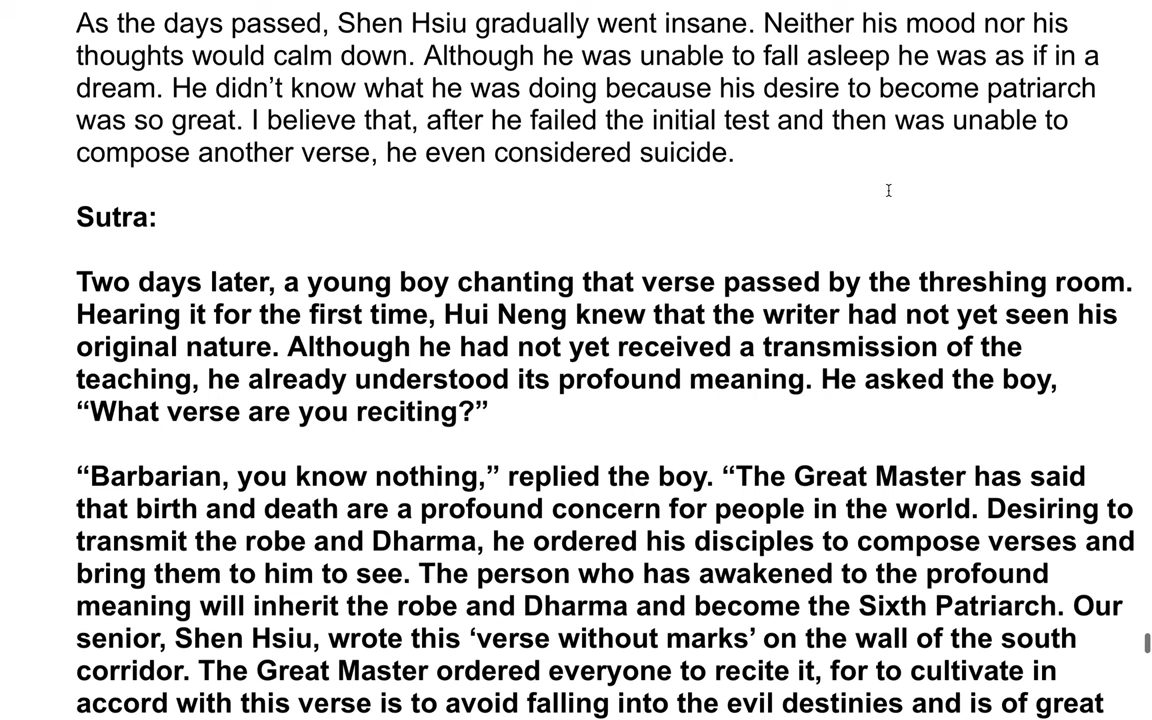 As the days passed, Shen Hsiu gradually went insane. Neither his mood nor his
thoughts would calm down. Although he was unable to fall asleep he was as if in a
dream. He didn’t know what he was doing because his desire to become patriarch
was so great. I believe that, after he failed the initial test and then was unable to
compose another verse, he even considered suicide.
Sutra:
Two days later, a young boy chanting that verse passed by the threshing room.
Hearing it for the first time, Hui Neng knew that the writer had not yet seen his
original nature. Although he had not yet received a transmission of the
teaching, he already understood its profound meaning. He asked the boy,
“What verse are you reciting?”
“Barbarian, you know nothing,” replied the boy. “The Great Master has said
that birth and death are a profound concern for people in the world. Desiring to
transmit the robe and Dharma, he ordered his disciples to compose verses and
bring them to him to see. The person who has awakened to the profound
meaning will inherit the robe and Dharma and become the Sixth Patriarch. Our
senior, Shen Hsiu, wrote this ‘verse without marks’ on the wall of the south
corridor. The Great Master ordered everyone to recite it, for to cultivate in
accord with this verse is to avoid falling into the evil destinies and is of great